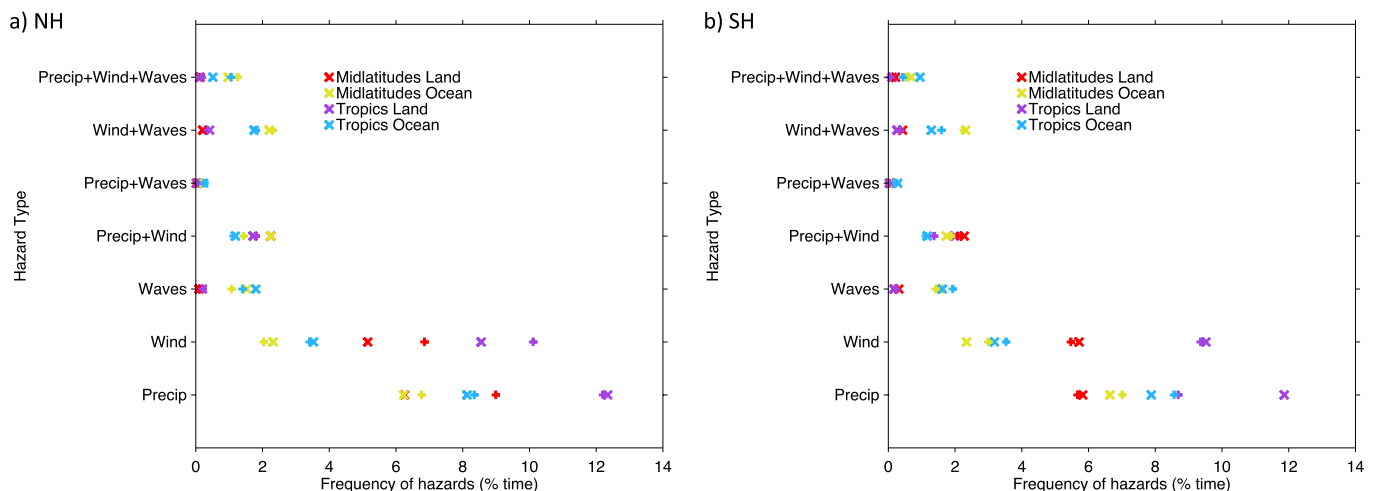 a) NH
Hazard Type
Precip+Wind+Waves
Wind+Waves
Precip+Waves
Precip+Wind
Waves
Wind
Precip
Midlatitudes Land
Midlatitudes Ocean
Tropics Land
Tropics Ocean
0 2 4 6 8 10 12 14
Frequency of hazards (% time)
b) SH
Hazard Type
Precip+Wind+Waves
Wind+Waves
Precip+Waves
Precip+Wind
Waves
Wind
Precip
Midlatitudes Land
Midlatitudes Ocean
Tropics Land
Tropics Ocean
0 2 4 6 8 10 12 14
Frequency of hazards (% time)